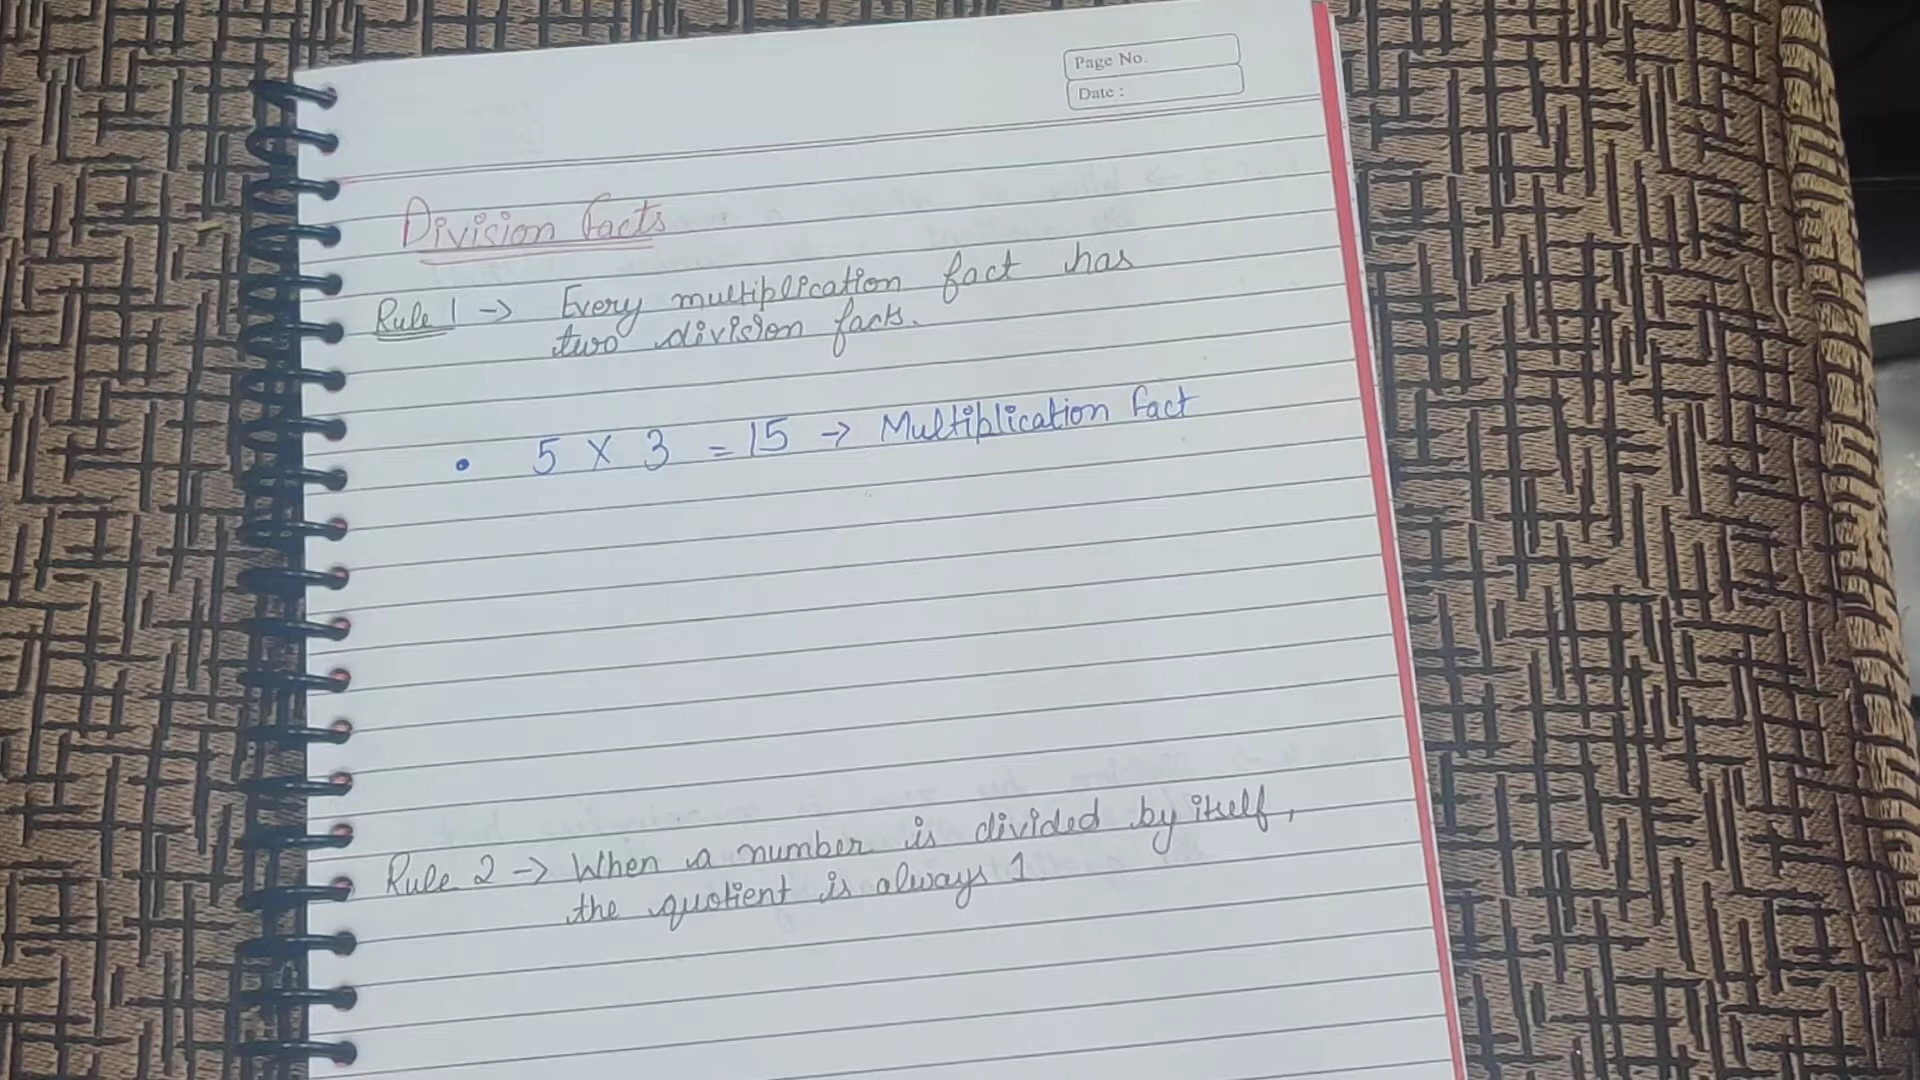 Page No.
Date :
Division Facts
Rule 1 → Every multiplication fact has
two division facts.
• 5 X 3 = 15 → Multiplication fact
Rule 2 → When a number is divided by itself,
the quotient is always 1